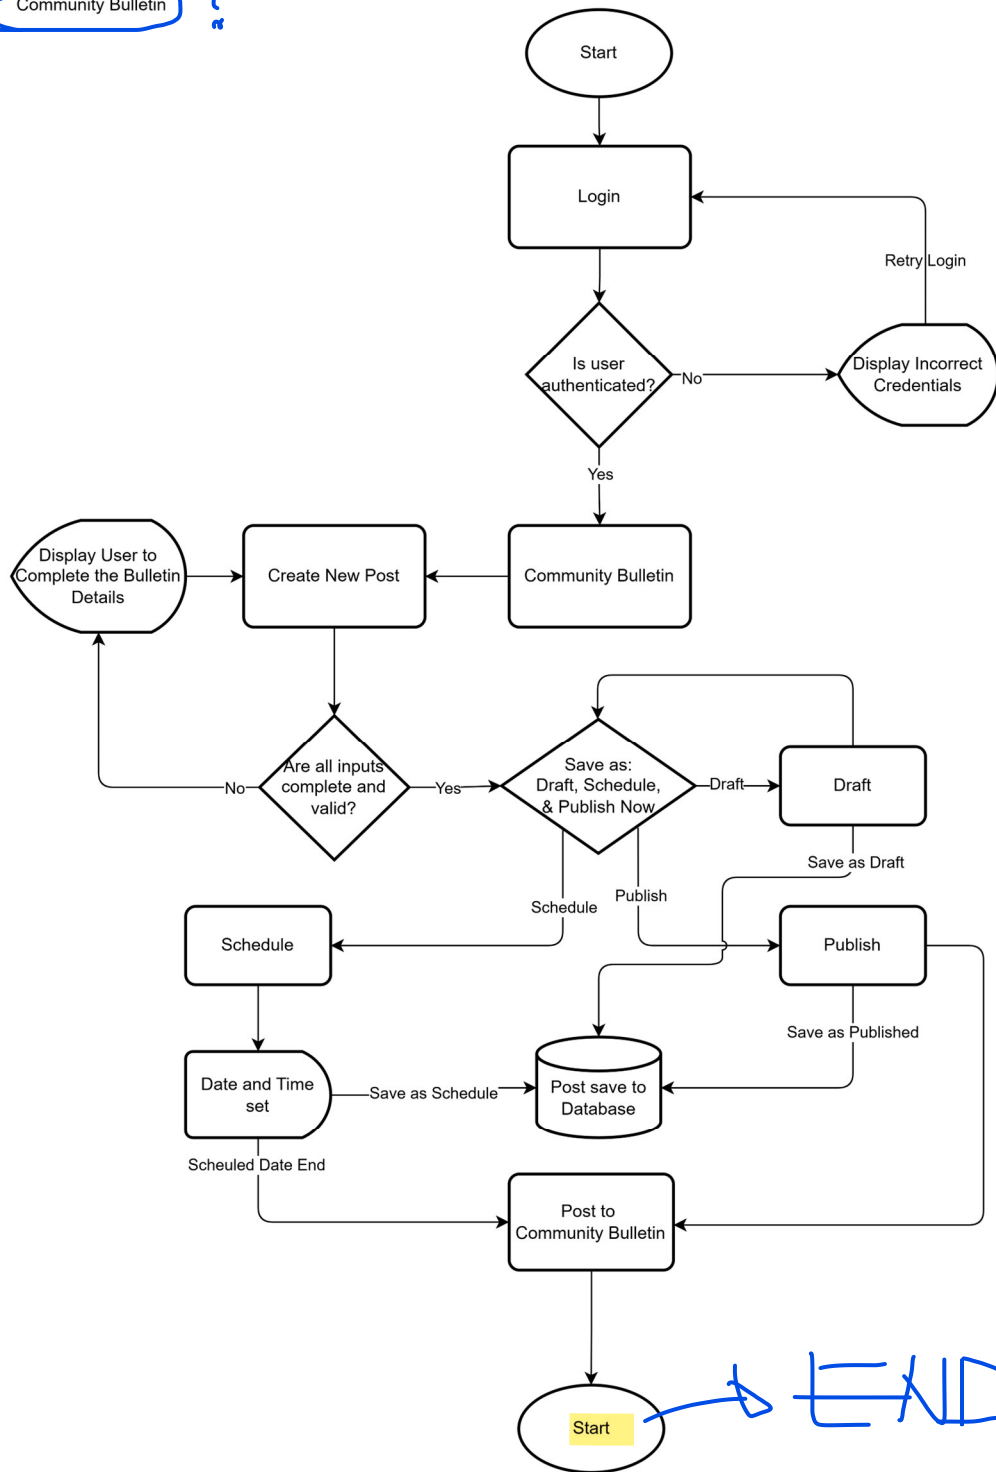 Community Bulletin
Start
Login
Retry Login
Is user
authenticated?
No
Display Incorrect
Credentials
Yes
Display User to
Complete the Bulletin
Details
Create New Post
Community Bulletin
Are all inputs
complete and
valid?
No
Yes
Save as:
Draft, Schedule,
& Publish Now
Draft
Draft
Save as Draft
Schedule
Publish
Schedule
Publish
Save as Published
Date and Time
set
Save as Schedule
Post save to
Database
Scheuled Date End
Post to
Community Bulletin
Start
END